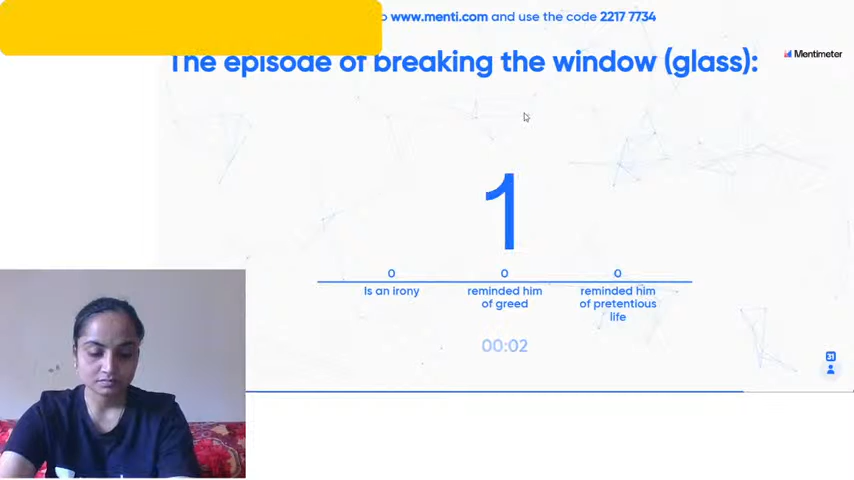 www.menti.com and use the code 2217 7734
The episode of breaking the window (glass):
Mentimeter
1
0 0 0
Is an irony
reminded him of greed
reminded him of pretentious life
00:02
31